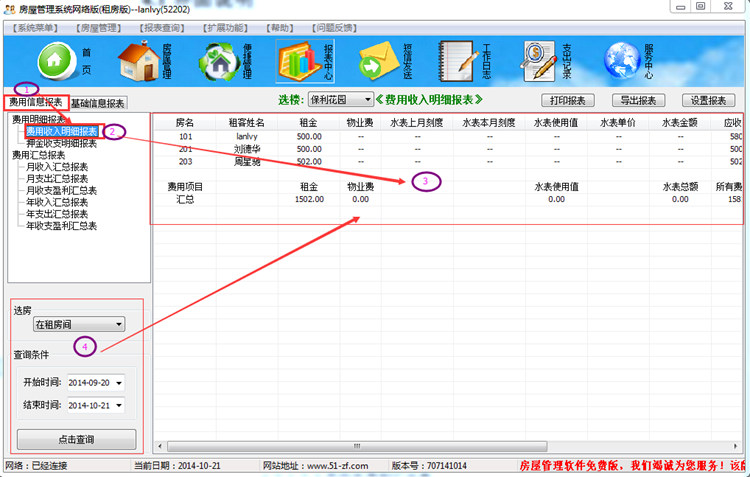 房屋管理系统网络版(租房版)--lanlvy(52202)
【系统菜单】 【房屋管理】 【报表查询】 【扩展功能】 【帮助】 【问题反馈】
首页 房屋管理 便捷管理 报表中心 短信发送 工作日志 支出记录 服务中心
1
费用信息报表 基础信息报表 选楼: 保利花园 《费用收入明细报表》 打印报表 导出报表 设置报表
费用明细报表
费用收入明细报表 2
押金收支明细报表
费用汇总报表
月收入汇总报表
月支出汇总报表
月收支盈利汇总表
年收入汇总报表
年支出汇总报表
年收支盈利汇总表
房名 租客姓名 租金 物业费 水表上月刻度 水表本月刻度 水表使用值 水表单价 水表金额 应收
101 lanlvy 500.00 -- -- -- -- -- -- 580
201 刘德华 500.00 -- -- -- -- -- -- 500
203 周星驰 502.00 -- -- -- -- -- -- 502
3
费用项目 租金 物业费 水表使用值 水表总额 所有费
汇总 1502.00 0.00 0.00 0.00 158
选房
在租房间
4
查询条件
开始时间: 2014-09-20
结束时间: 2014-10-21
点击查询
网络：已经连接 当前日期：2014-10-21 网站地址：www.51-zf.com 版本号：707141014 房屋管理软件免费版，我们竭诚为您服务！该